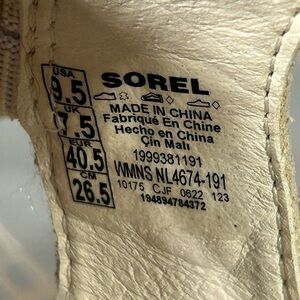 USA
9.5
UK
7.5
EUR
40.5
CM
26.5
SOREL
MADE IN CHINA
Fabriqué En Chine
Hecho en China
Çin Malı
1999381191
WMNS NL4674-191
10175 CJF 0622 123
194894784372